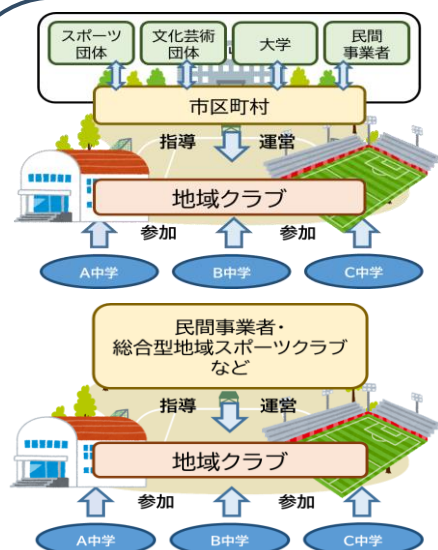 スポーツ
団体
文化芸術
団体
大学
民間
事業者
市区町村
指導 運営
地域クラブ
参加 参加
A中学 B中学 C中学
民間事業者・
総合型地域スポーツクラブ
など
指導 運営
地域クラブ
参加 参加
A中学 B中学 C中学